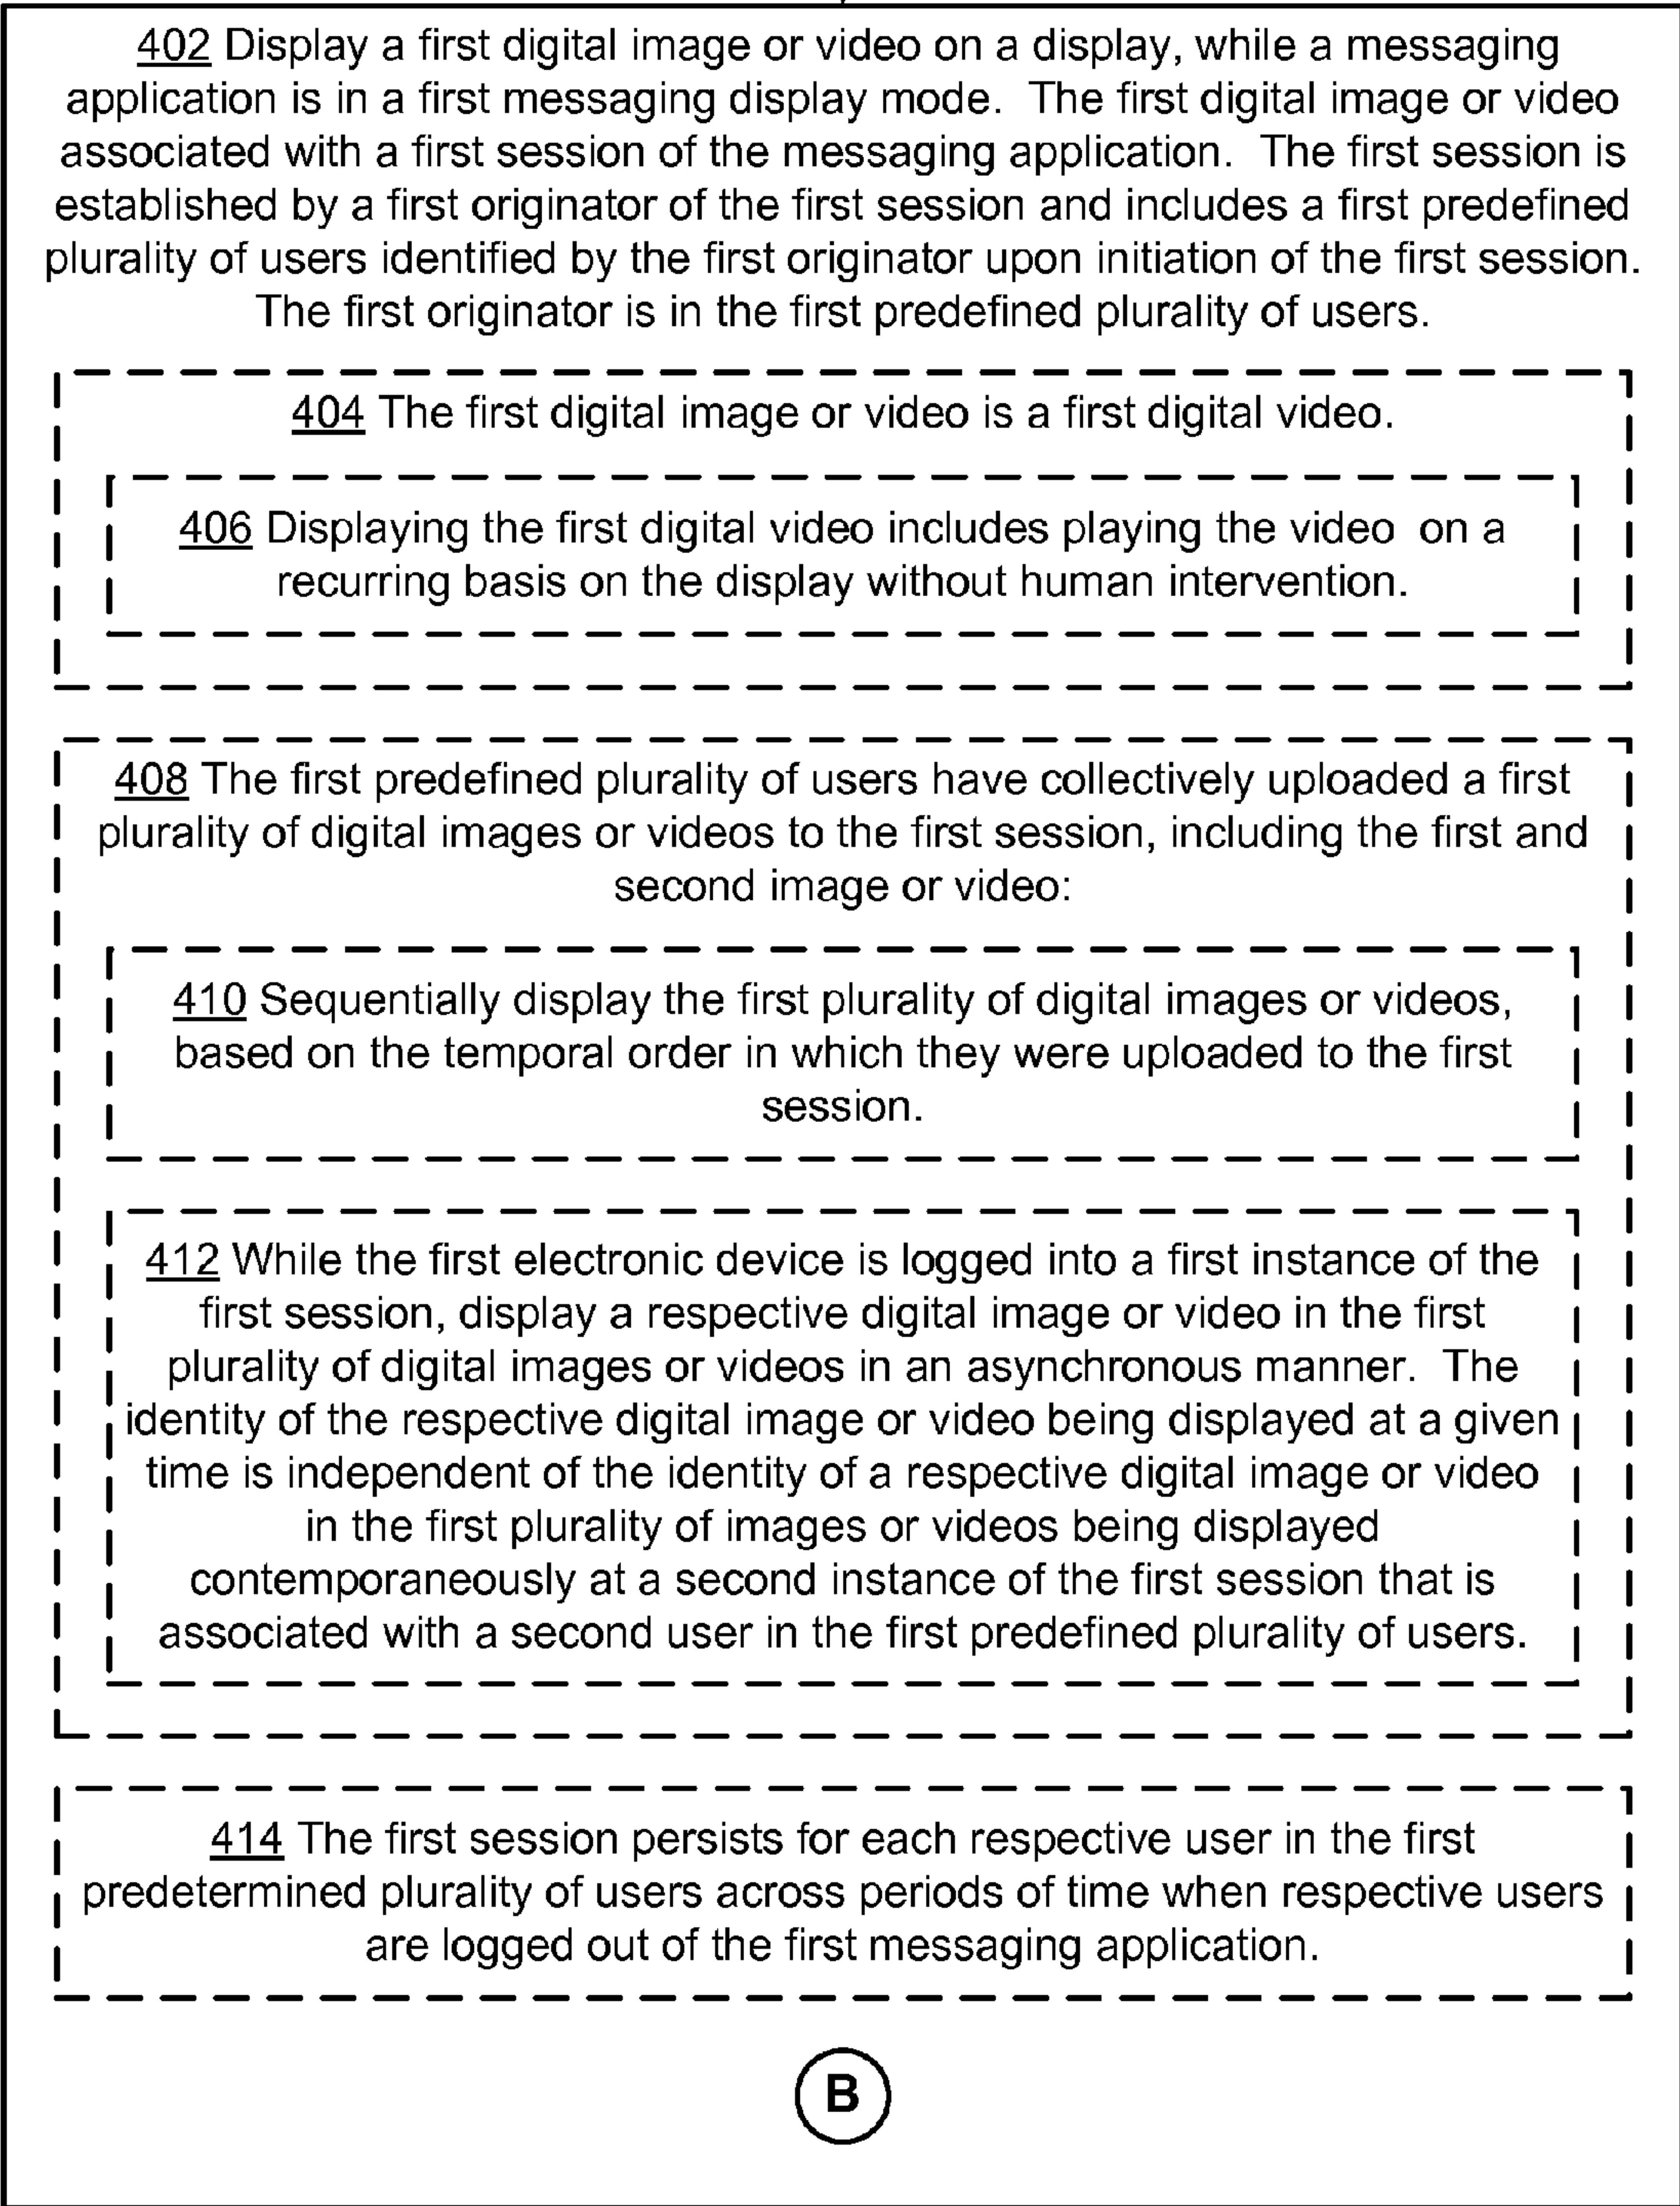 402 Display a first digital image or video on a display, while a messaging
application is in a first messaging display mode.  The first digital image or video
associated with a first session of the messaging application.  The first session is
established by a first originator of the first session and includes a first predefined
plurality of users identified by the first originator upon initiation of the first session.
The first originator is in the first predefined plurality of users.
404 The first digital image or video is a first digital video.
406 Displaying the first digital video includes playing the video  on a
recurring basis on the display without human intervention.
408 The first predefined plurality of users have collectively uploaded a first
plurality of digital images or videos to the first session, including the first and
second image or video:
410 Sequentially display the first plurality of digital images or videos,
based on the temporal order in which they were uploaded to the first
session.
412 While the first electronic device is logged into a first instance of the
first session, display a respective digital image or video in the first
plurality of digital images or videos in an asynchronous manner.  The
identity of the respective digital image or video being displayed at a given
time is independent of the identity of a respective digital image or video
in the first plurality of images or videos being displayed
contemporaneously at a second instance of the first session that is
associated with a second user in the first predefined plurality of users.
414 The first session persists for each respective user in the first
predetermined plurality of users across periods of time when respective users
are logged out of the first messaging application.
B